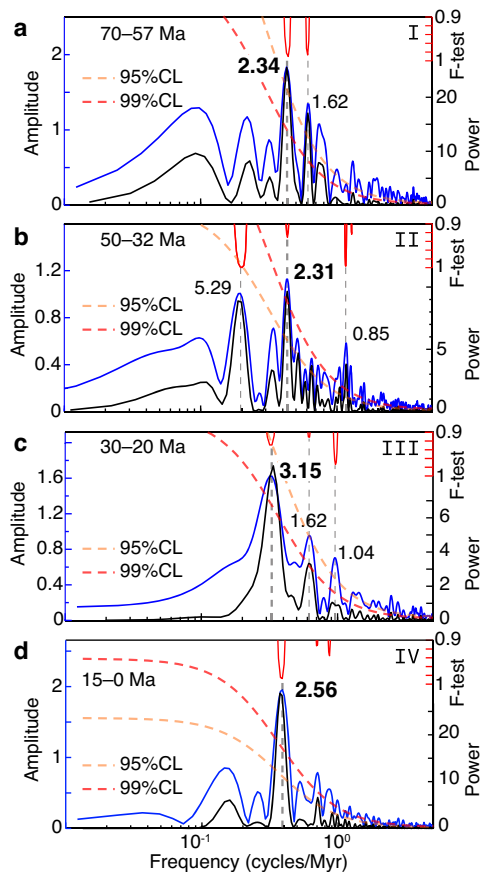 a
70–57 Ma
I
0.9
1
F-test
2.34
1.62
95%CL
99%CL
2
1
0
Amplitude
20
10
0
Power
b
50–32 Ma
II
0.9
1
F-test
5.29
2.31
0.85
95%CL
99%CL
1.2
0.8
0.4
0
Amplitude
5
0
Power
c
30–20 Ma
III
0.9
1
F-test
3.15
1.62
1.04
95%CL
99%CL
1.6
1.2
0.8
0.4
0
Amplitude
6
4
2
0
Power
d
15–0 Ma
IV
0.9
1
F-test
2.56
95%CL
99%CL
2
1
0
Amplitude
20
10
0
Power
10⁻¹
10⁰
Frequency (cycles/Myr)